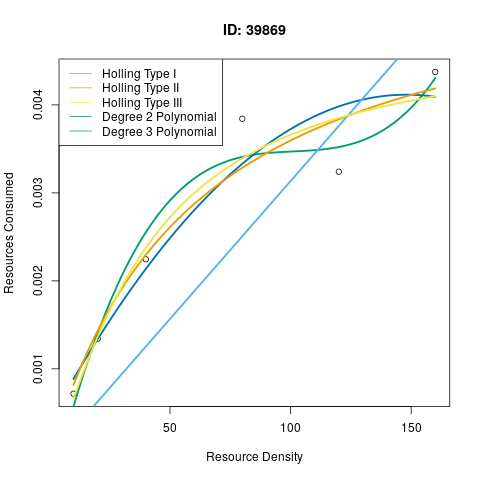 ID: 39869
Holling Type I
Holling Type II
Holling Type III
Degree 2 Polynomial
Degree 3 Polynomial
0.004
0.003
0.002
0.001
Resources Consumed
50
100
150
Resource Density